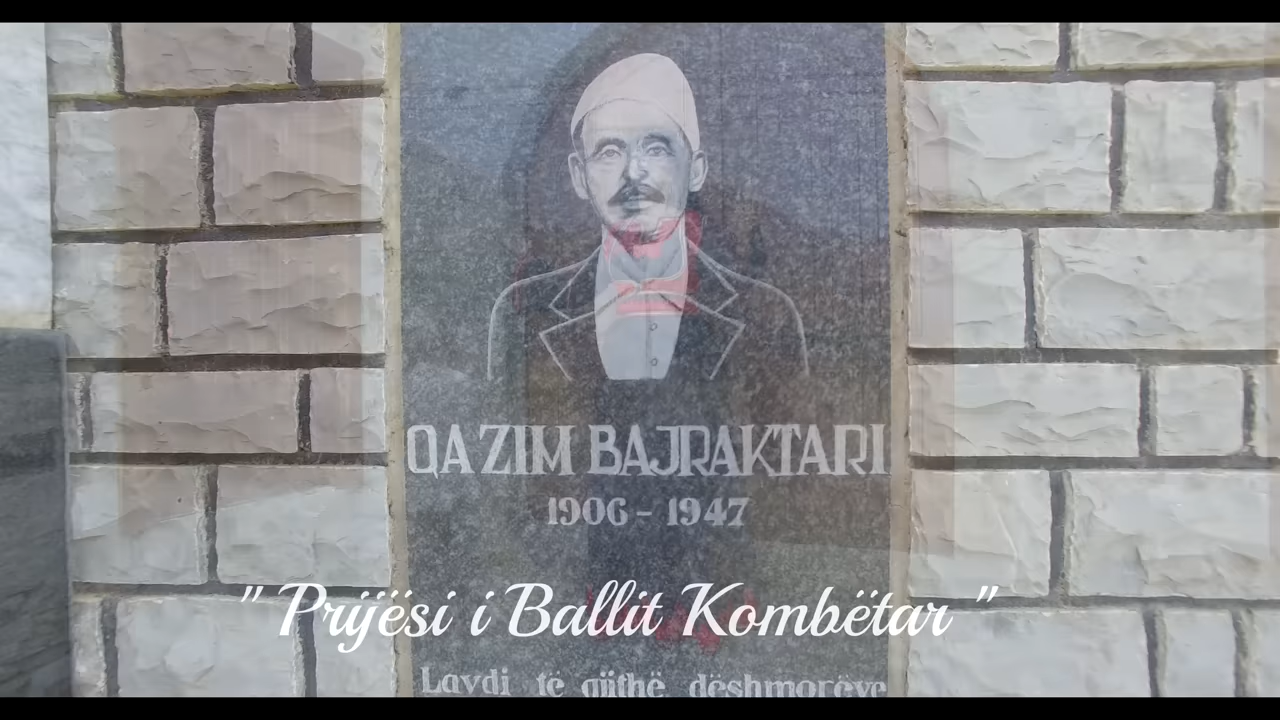 QAZIM BAJRAKTARI
1906 - 1947
" Prijësi i Ballit Kombëtar "
Lavdi të gjithë dëshmorëve